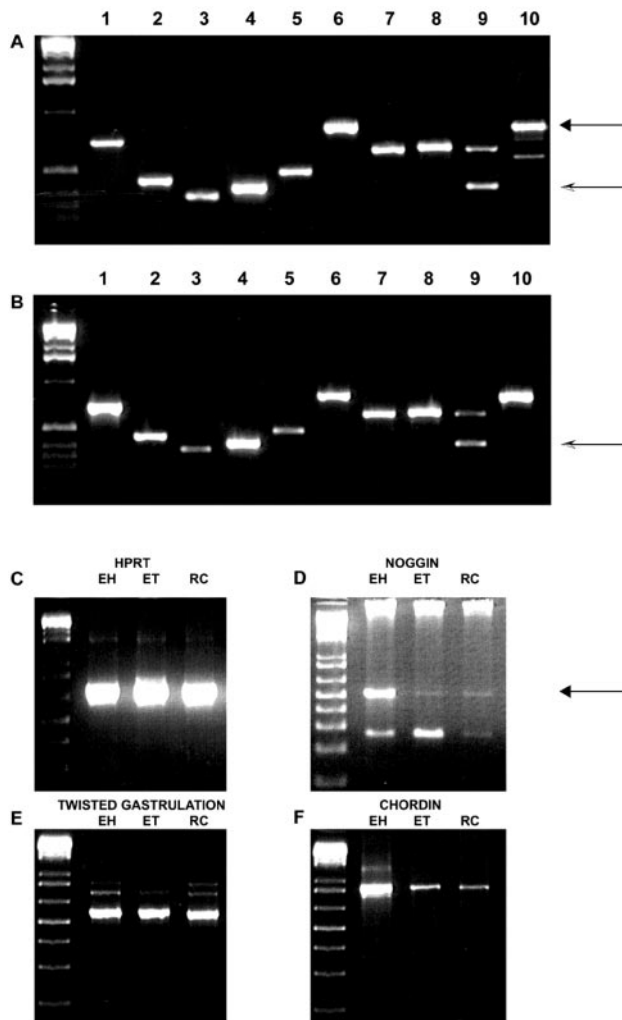 1 2 3 4 5 6 7 8 9 10
A
1 2 3 4 5 6 7 8 9 10
B
HPRT
C EH ET RC
NOGGIN
D EH ET RC
TWISTED GASTRULATION
E EH ET RC
CHORDIN
F EH ET RC